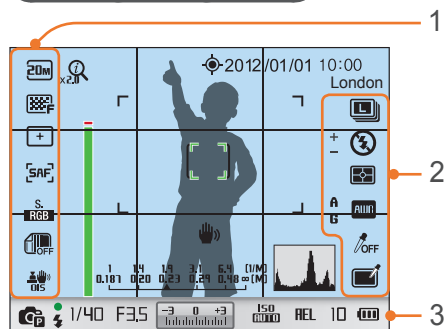 1
20M
x2.0
2012/01/01 10:00
London
F
+
SAF
S.
RGB
OFF
OIS
L
+
-
A
G
AWB
OFF
2
1 1.4 1.9 3.1 6.4 [1/M]
0.187 0.20 0.23 0.29 0.48 ∞ [M]
1/40 F3.5 -3 0 +3 ISO AUTO AEL 10
3